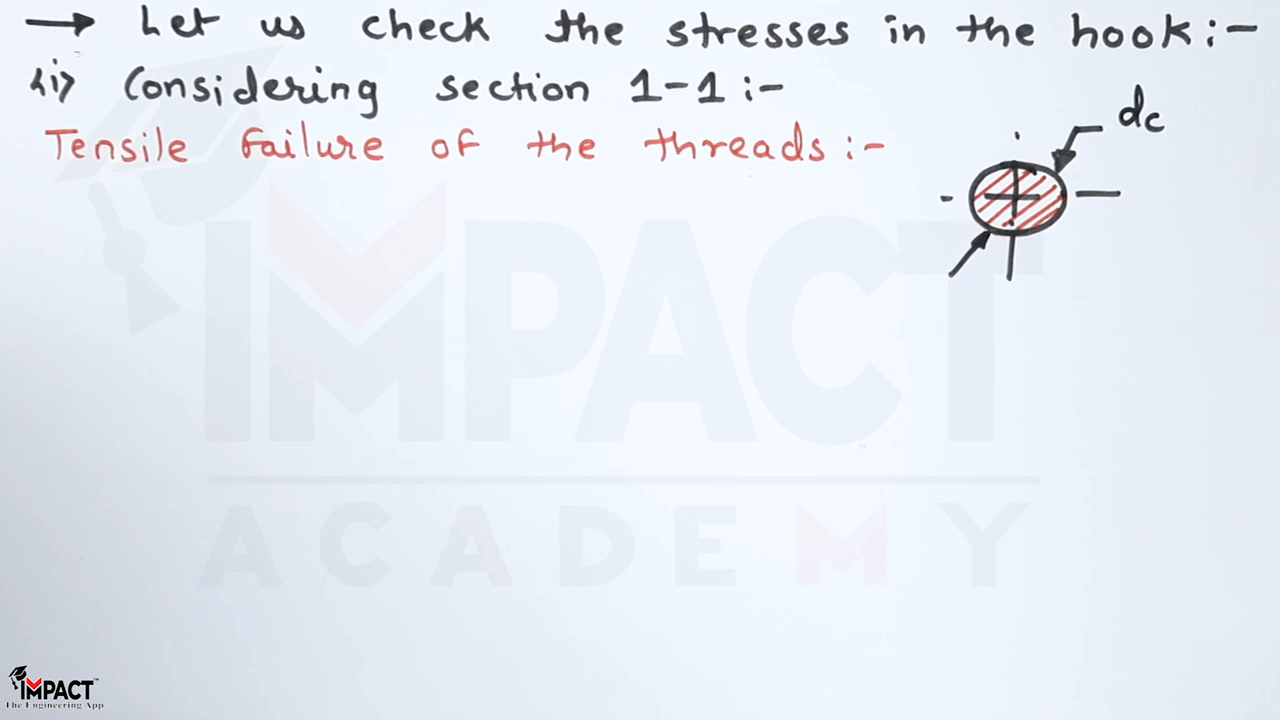 → Let us check the stresses in the hook:-
(i) Considering section 1-1:-
Tensile failure of the threads:-
dc
IMPACT
ACADEMY
IMPACT
The Engineering App